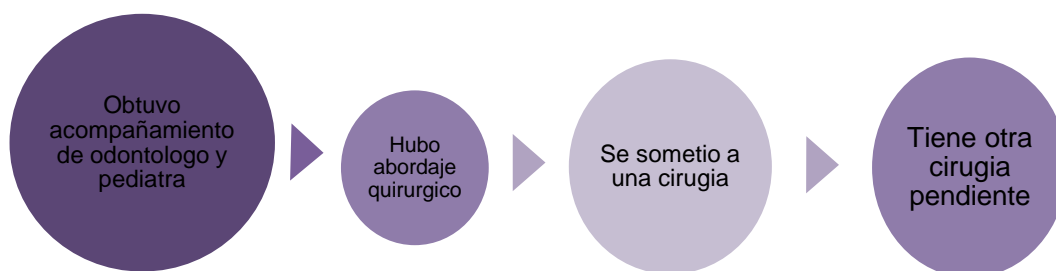 Obtuvo
acompañamiento
de odontologo y
pediatra
Hubo
abordaje
quirurgico
Se sometio a
una cirugia
Tiene otra
cirugia
pendiente